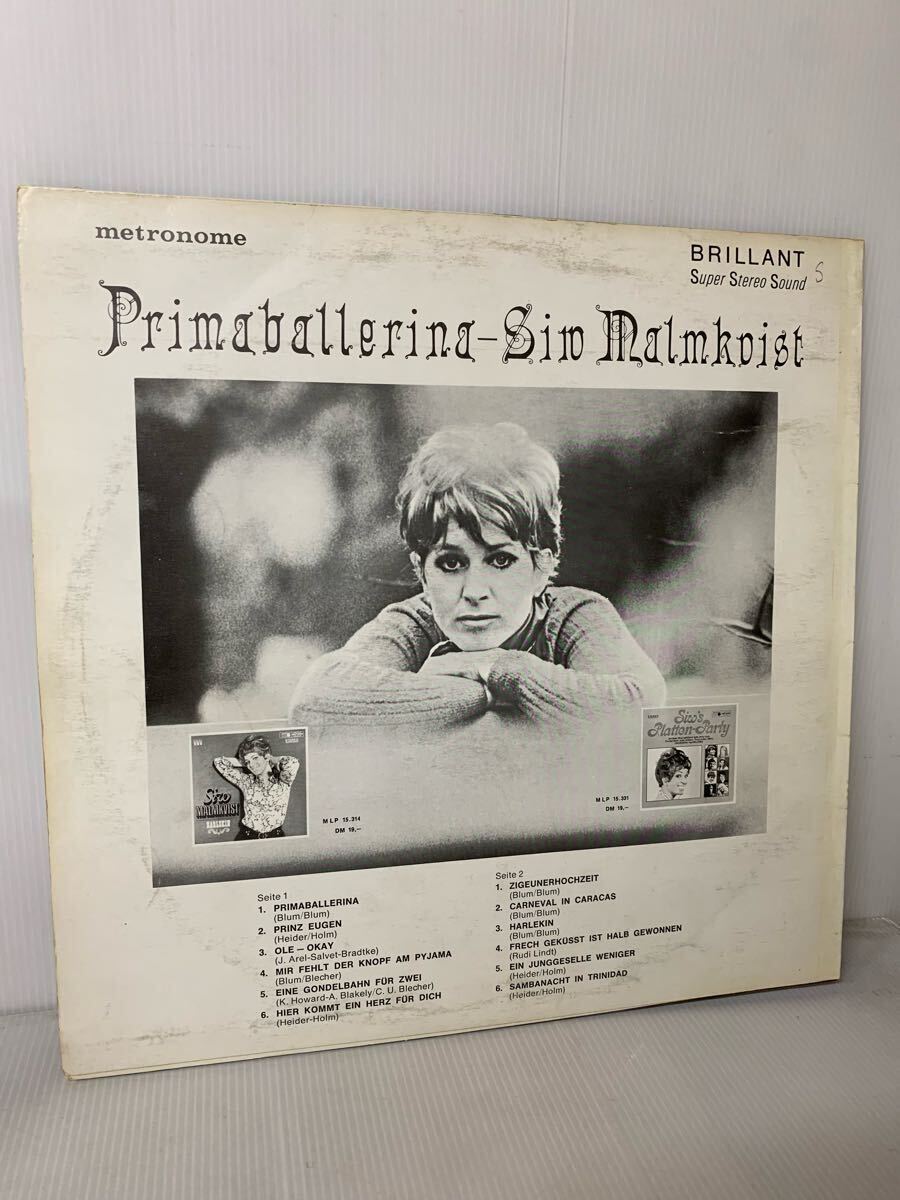 metronome
BRILLANT
Super Stereo Sound
S
Primaballerina-Siw Malmkvist
Siw
MALMKVIST
HARLEKIN
MLP 15.314
DM 19,-
Siw's
Platton-Party
MLP 15.331
DM 19,-
Seite 1
1. PRIMABALLERINA
(Blum/Blum)
2. PRINZ EUGEN
(Heider/Holm)
3. OLE — OKAY
(J. Arel-Salvet-Bradtke)
4. MIR FEHLT DER KNOPF AM PYJAMA
(Blum/Blecher)
5. EINE GONDELBAHN FÜR ZWEI
(K. Howard-A. Blakely/C. U. Blecher)
6. HIER KOMMT EIN HERZ FÜR DICH
(Heider-Holm)
Seite 2
1. ZIGEUNERHOCHZEIT
(Blum/Blum)
2. CARNEVAL IN CARACAS
(Blum/Blum)
3. HARLEKIN
(Blum/Blum)
4. FRECH GEKÜSST IST HALB GEWONNEN
(Rudi Lindt)
5. EIN JUNGGESELLE WENIGER
(Heider/Holm)
6. SAMBANACHT IN TRINIDAD
(Heider/Holm)